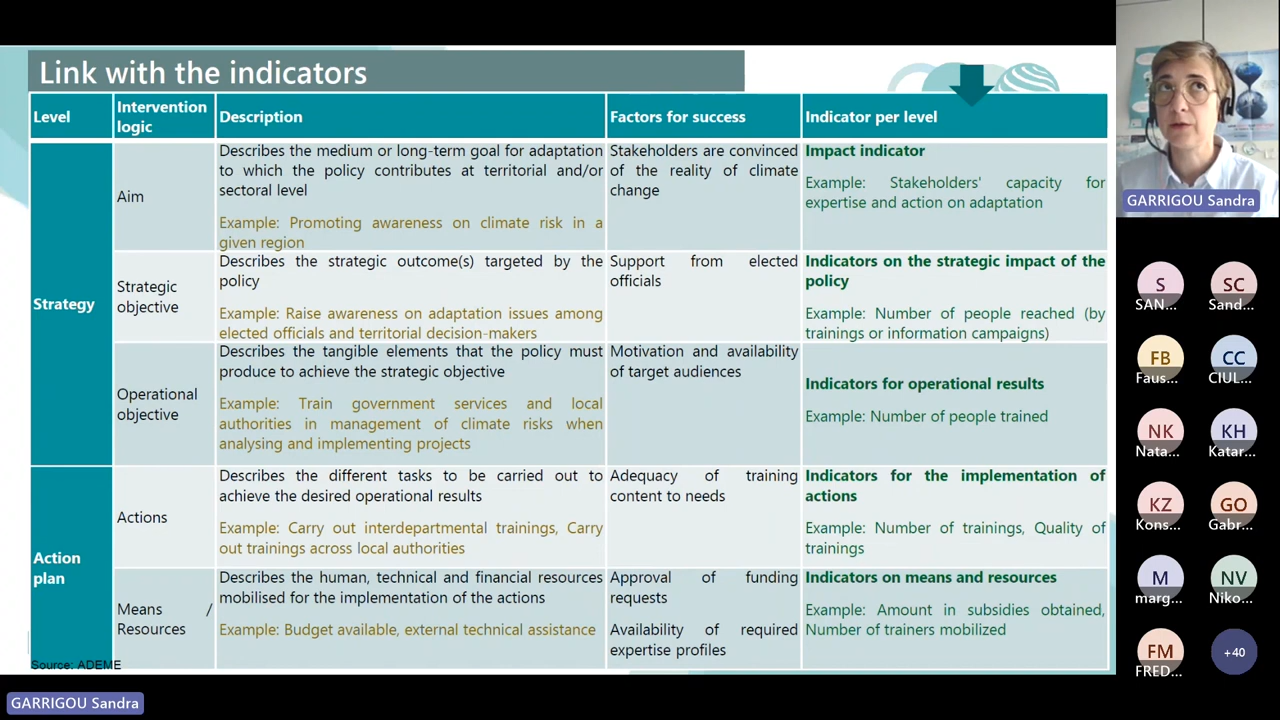 Link with the indicators
Level
Intervention
logic
Description
Factors for success
Indicator per level
Strategy
Aim
Describes the medium or long-term goal for adaptation
to which the policy contributes at territorial and/or
sectoral level
Example: Promoting awareness on climate risk in a
given region
Stakeholders are convinced
of the reality of climate
change
Impact indicator
Example: Stakeholders' capacity for
expertise and action on adaptation
Strategic
objective
Describes the strategic outcome(s) targeted by the
policy
Example: Raise awareness on adaptation issues among
elected officials and territorial decision-makers
Support from elected
officials
Indicators on the strategic impact of the
policy
Example: Number of people reached (by
trainings or information campaigns)
Operational
objective
Describes the tangible elements that the policy must
produce to achieve the strategic objective
Example: Train government services and local
authorities in management of climate risks when
analysing and implementing projects
Motivation and availability
of target audiences
Indicators for operational results
Example: Number of people trained
Action
plan
Actions
Describes the different tasks to be carried out to
achieve the desired operational results
Example: Carry out interdepartmental trainings, Carry
out trainings across local authorities
Adequacy of training
content to needs
Indicators for the implementation of
actions
Example: Number of trainings, Quality of
trainings
Means /
Resources
Describes the human, technical and financial resources
mobilised for the implementation of the actions
Example: Budget available, external technical assistance
Approval of funding
requests
Availability of required
expertise profiles
Indicators on means and resources
Example: Amount in subsidies obtained,
Number of trainers mobilized
Source: ADEME
GARRIGOU Sandra
GARRIGOU Sandra
S
SAN...
SC
Sand...
FB
Faus...
CC
CIUL...
NK
Nata...
KH
Katar...
KZ
Kons...
GO
Gabr...
M
marg...
NV
Niko...
FM
FRED...
+40